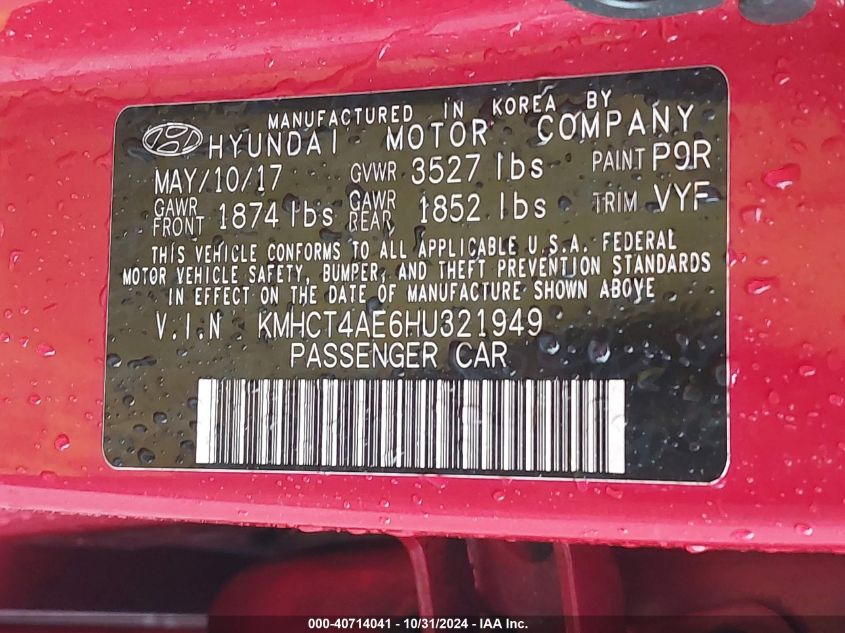 MANUFACTURED IN KOREA BY
HYUNDAI MOTOR COMPANY
MAY/10/17 GVWR 3527 lbs PAINT P9R
GAWR FRONT 1874 lbs GAWR REAR 1852 lbs TRIM VYF
THIS VEHICLE CONFORMS TO ALL APPLICABLE U.S.A. FEDERAL
MOTOR VEHICLE SAFETY, BUMPER, AND THEFT PREVENTION STANDARDS
IN EFFECT ON THE DATE OF MANUFACTURE SHOWN ABOVE
V.I.N KMHCT4AE6HU321949
PASSENGER CAR
000-40714041 - 10/31/2024 - IAA Inc.